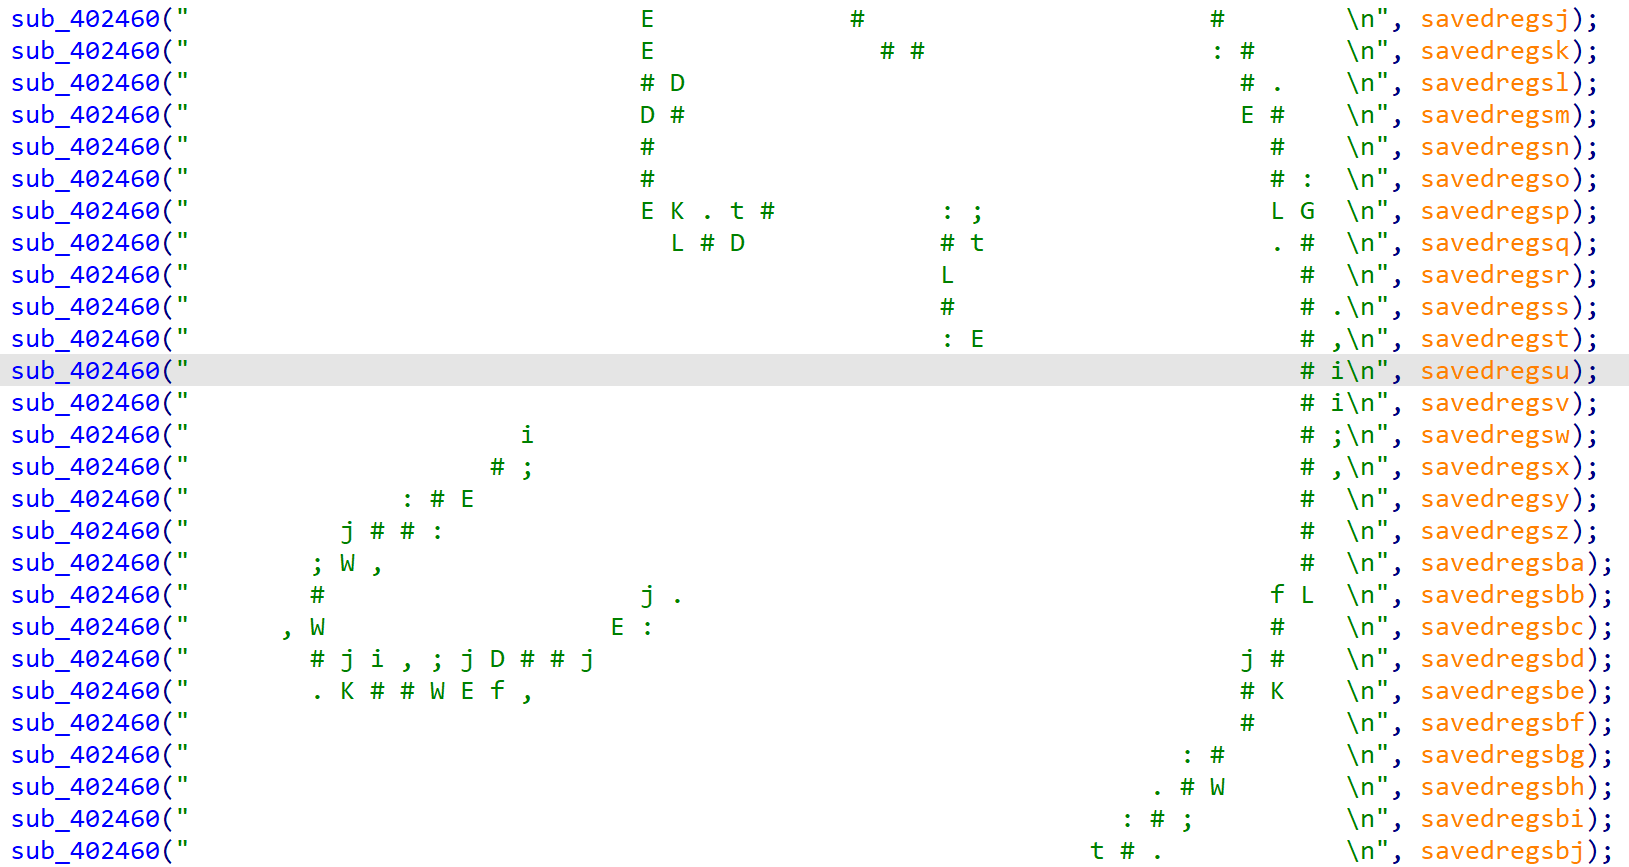 sub_402460("                              E             #                       #        \n", savedregsj);
sub_402460("                              E               # #                   : #      \n", savedregsk);
sub_402460("                              # D                                     # .    \n", savedregsl);
sub_402460("                              D #                                     E #    \n", savedregsm);
sub_402460("                              #                                         #    \n", savedregsn);
sub_402460("                              #                                         # :  \n", savedregso);
sub_402460("                              E K . t #           : ;                   L G  \n", savedregsp);
sub_402460("                                L # D             # t                   . #  \n", savedregsq);
sub_402460("                                                  L                       #  \n", savedregsr);
sub_402460("                                                  #                       # .\n", savedregss);
sub_402460("                                                  : E                     # ,\n", savedregst);
sub_402460("                                                                          # i\n", savedregsu);
sub_402460("                                                                          # i\n", savedregsv);
sub_402460("                      i                                                   # ;\n", savedregsw);
sub_402460("                    # ;                                                   # ,\n", savedregsx);
sub_402460("              : # E                                                       #  \n", savedregsy);
sub_402460("          j # # :                                                         #  \n", savedregsz);
sub_402460("        ; W ,                                                             #  \n", savedregsba);
sub_402460("        #                     j .                                       f L  \n", savedregsbb);
sub_402460("      , W                   E :                                         #    \n", savedregsbc);
sub_402460("        # j i , ; j D # # j                                           j #    \n", savedregsbd);
sub_402460("        . K # # W E f ,                                               # K    \n", savedregsbe);
sub_402460("                                                                      #      \n", savedregsbf);
sub_402460("                                                                  : #        \n", savedregsbg);
sub_402460("                                                                . # W        \n", savedregsbh);
sub_402460("                                                              : # ;          \n", savedregsbi);
sub_402460("                                                            t # .            \n", savedregsbj);